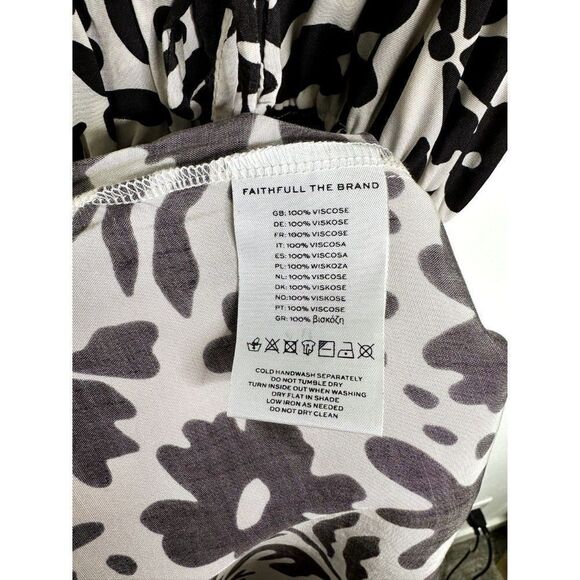 FAITHFULL THE BRAND
GB: 100% VISCOSE
DE: 100% VISKOSE
FR: 100% VISCOSE
IT: 100% VISCOSA
ES: 100% VISCOSA
PL: 100% WISKOZA
NL: 100% VISKOSE
DK: 100% VISKOSE
NO: 100% VISKOSE
PT: 100% VISCOSE
GR: 100% βισκόζη
COLD HANDWASH SEPARATELY
DO NOT TUMBLE DRY
TURN INSIDE OUT WHEN WASHING
DRY FLAT IN SHADE
LOW IRON AS NEEDED
DO NOT DRY CLEAN